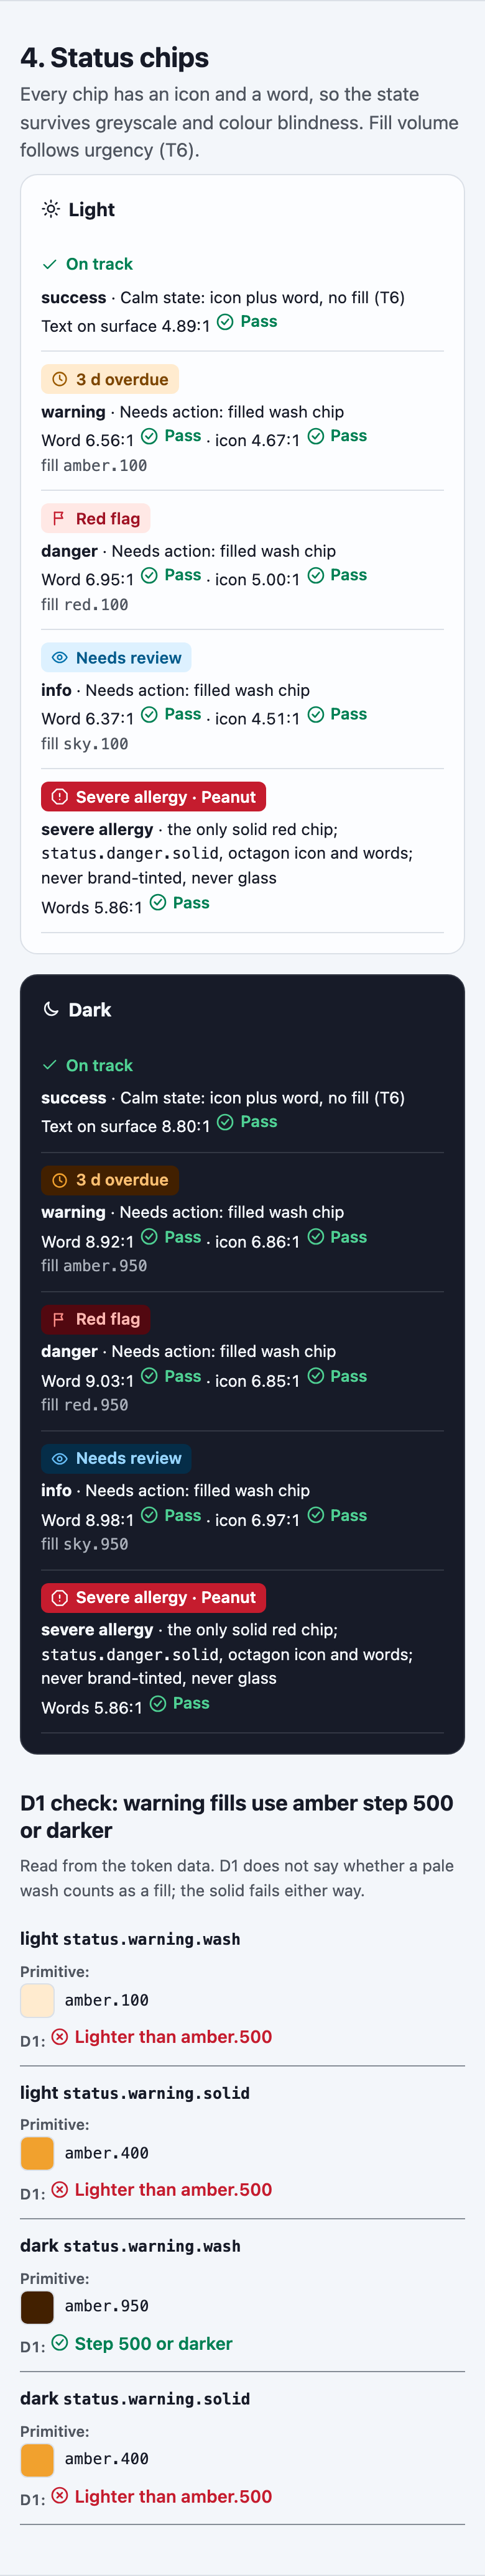 4. Status chips
Every chip has an icon and a word, so the state
survives greyscale and colour blindness. Fill volume
follows urgency (T6).
Light
On track
success · Calm state: icon plus word, no fill (T6)
Text on surface 4.89:1 Pass
3 d overdue
warning · Needs action: filled wash chip
Word 6.56:1 Pass · icon 4.67:1 Pass
fill amber.100
Red flag
danger · Needs action: filled wash chip
Word 6.95:1 Pass · icon 5.00:1 Pass
fill red.100
Needs review
info · Needs action: filled wash chip
Word 6.37:1 Pass · icon 4.51:1 Pass
fill sky.100
Severe allergy · Peanut
severe allergy · the only solid red chip;
status.danger.solid, octagon icon and words;
never brand-tinted, never glass
Words 5.86:1 Pass
Dark
On track
success · Calm state: icon plus word, no fill (T6)
Text on surface 8.80:1 Pass
3 d overdue
warning · Needs action: filled wash chip
Word 8.92:1 Pass · icon 6.86:1 Pass
fill amber.950
Red flag
danger · Needs action: filled wash chip
Word 9.03:1 Pass · icon 6.85:1 Pass
fill red.950
Needs review
info · Needs action: filled wash chip
Word 8.98:1 Pass · icon 6.97:1 Pass
fill sky.950
Severe allergy · Peanut
severe allergy · the only solid red chip;
status.danger.solid, octagon icon and words;
never brand-tinted, never glass
Words 5.86:1 Pass
D1 check: warning fills use amber step 500
or darker
Read from the token data. D1 does not say whether a pale
wash counts as a fill; the solid fails either way.
light status.warning.wash
Primitive:
amber.100
D1: Lighter than amber.500
light status.warning.solid
Primitive:
amber.400
D1: Lighter than amber.500
dark status.warning.wash
Primitive:
amber.950
D1: Step 500 or darker
dark status.warning.solid
Primitive:
amber.400
D1: Lighter than amber.500